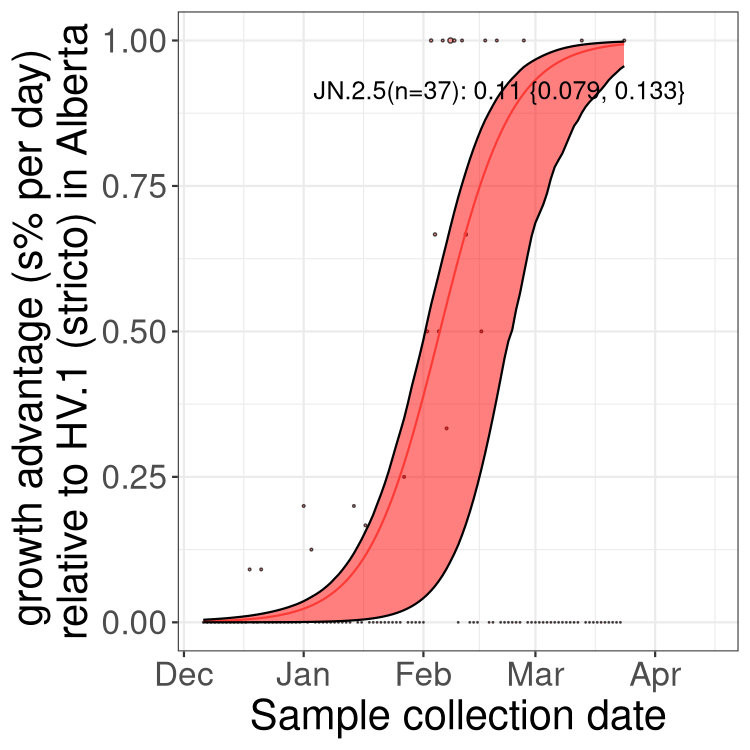 growth advantage (s% per day)
relative to HV.1 (stricto) in Alberta
1.00
JN.2.5(n=37): 0.11 {0.079, 0.133}
0.75
0.50
0.25
0.00
Dec Jan Feb Mar Apr
Sample collection date